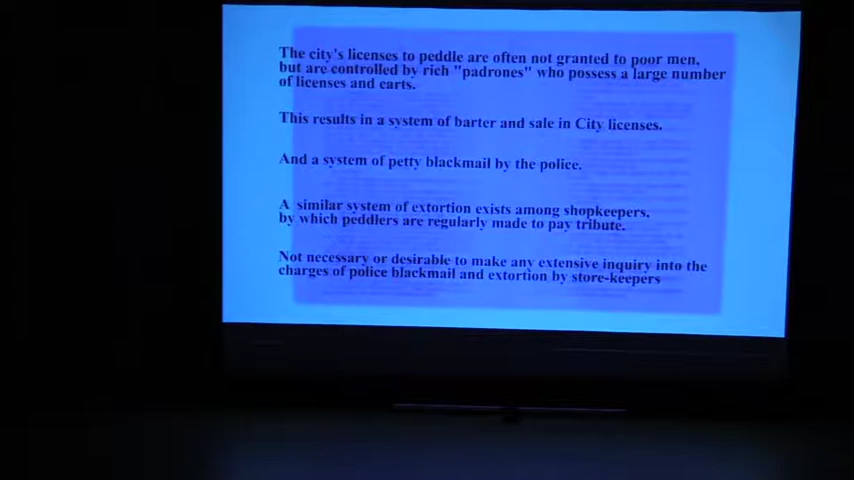 The city's licenses to peddle are often not granted to poor men,
but are controlled by rich "padrones" who possess a large number
of licenses and carts.
This results in a system of barter and sale in City licenses.
And a system of petty blackmail by the police.
A similar system of extortion exists among shopkeepers,
by which peddlers are regularly made to pay tribute.
Not necessary or desirable to make any extensive inquiry into the
charges of police blackmail and extortion by store-keepers